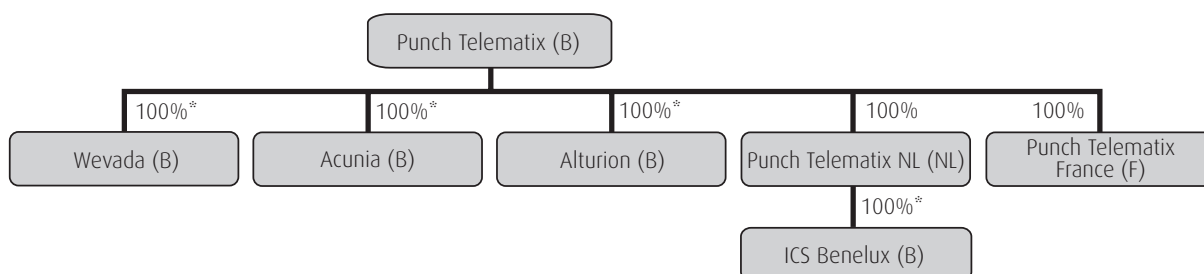 Punch Telematix (B)
100%*
100%*
100%*
100%
100%
Wevada (B)
Acunia (B)
Alturion (B)
Punch Telematix NL (NL)
Punch Telematix
France (F)
100%*
ICS Benelux (B)